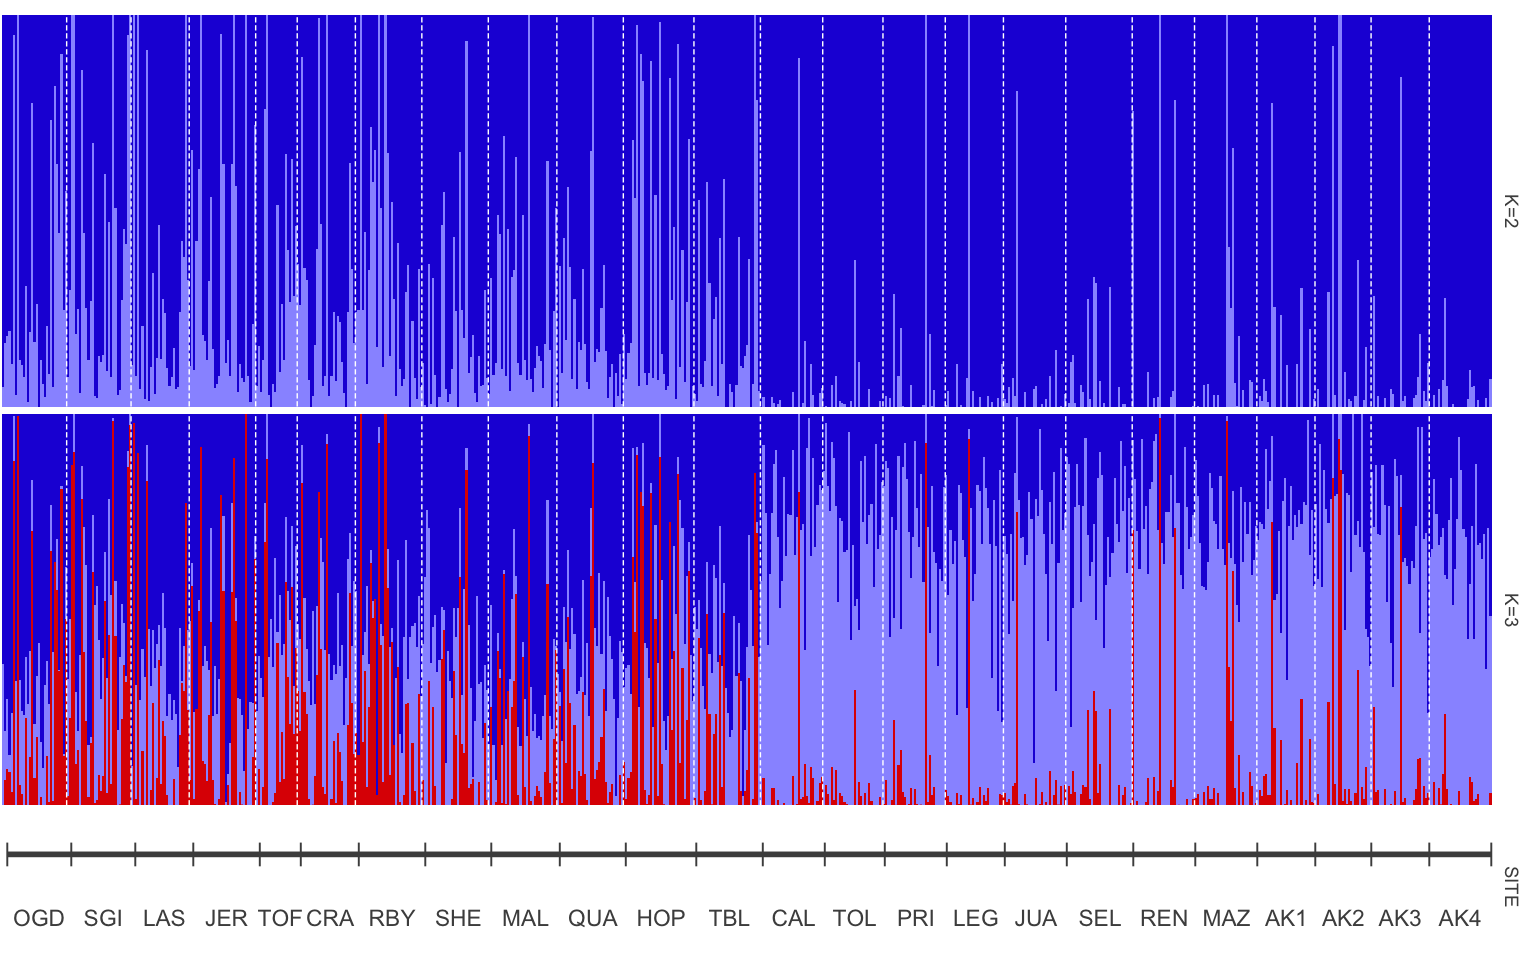 K=2
K=3
SITE
OGD SGI LAS JER TOF CRA RBY SHE MAL QUA HOP TBL CAL TOL PRI LEG JUA SEL REN MAZ AK1 AK2 AK3 AK4